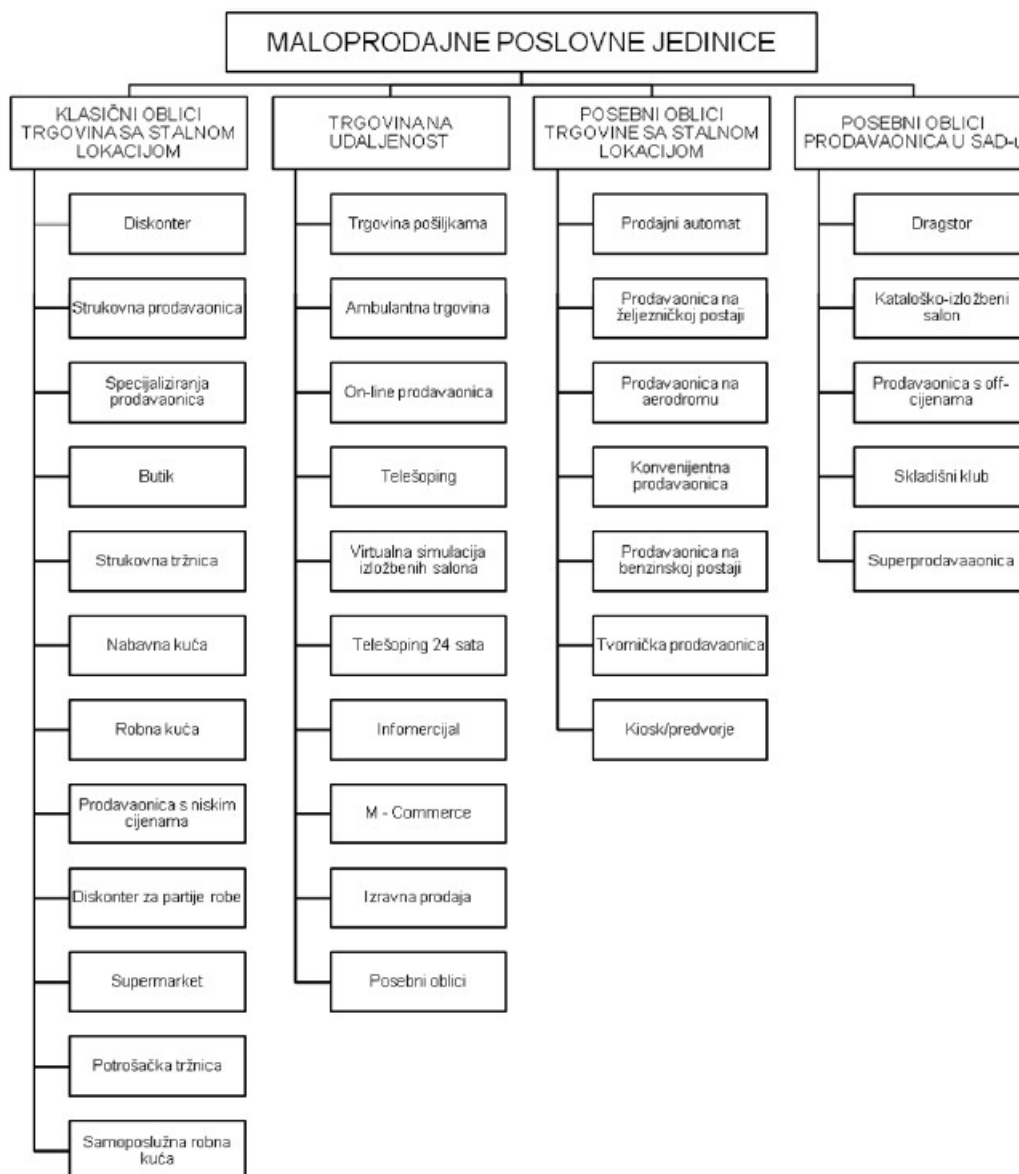 MALOPRODAJNE POSLOVNE JEDINICE
KLASIČNI OBLICI
TRGOVINA SA STALNOM
LOKACIJOM
Diskonter
Strukovna prodavaonica
Specijaliziranja
prodavaonica
Butik
Strukovna tržnica
Nabavna kuća
Robna kuća
Prodavaonica s niskim
cijenama
Diskonter za partije robe
Supermarket
Potrošačka tržnica
Samoposlužna robna
kuća
TRGOVINA NA
UDALJENOST
Trgovina pošiljkama
Ambulantna trgovina
On-line prodavaonica
Telešoping
Virtualna simulacija
izložbenih salona
Telešoping 24 sata
Infomercijal
M - Commerce
Izravna prodaja
Posebni oblici
POSEBNI OBLICI
TRGOVINE SA STALNOM
LOKACIJOM
Prodajni automat
Prodavaonica na
željezničkoj postaji
Prodavaonica na
aerodromu
Konvenijentna
prodavaonica
Prodavaonica na
benzinskoj postaji
Tvornička prodavaonica
Kiosk/predvorje
POSEBNI OBLICI
PRODAVAONICA U SAD-u
Dragstor
Kataloško-izložbeni
salon
Prodavaonica s off-
cijenama
Skladišni klub
Superprodavaaonica